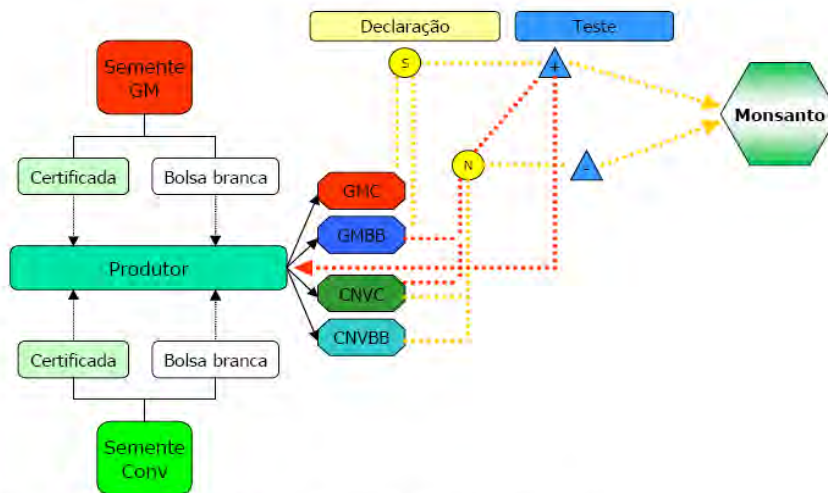 Declaração
Teste
Semente
GM
S
+
Monsanto
Certificada
Bolsa branca
N
-
GMC
GMBB
Produtor
CNVC
CNVBB
Certificada
Bolsa branca
Semente
Conv